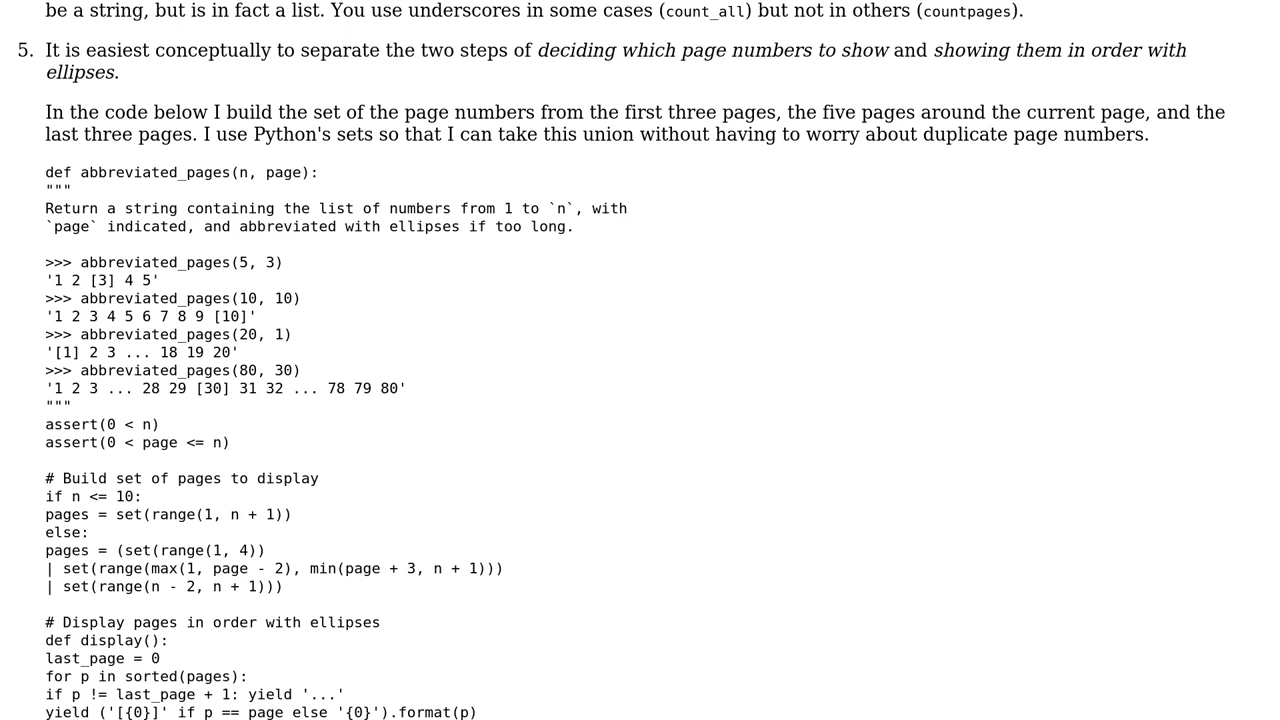 be a string, but is in fact a list. You use underscores in some cases (count_all) but not in others (countpages).
5. It is easiest conceptually to separate the two steps of deciding which page numbers to show and showing them in order with
ellipses.
In the code below I build the set of the page numbers from the first three pages, the five pages around the current page, and the
last three pages. I use Python's sets so that I can take this union without having to worry about duplicate page numbers.
def abbreviated_pages(n, page):
"""
Return a string containing the list of numbers from 1 to `n`, with
`page` indicated, and abbreviated with ellipses if too long.
>>> abbreviated_pages(5, 3)
'1 2 [3] 4 5'
>>> abbreviated_pages(10, 10)
'1 2 3 4 5 6 7 8 9 [10]'
>>> abbreviated_pages(20, 1)
'[1] 2 3 ... 18 19 20'
>>> abbreviated_pages(80, 30)
'1 2 3 ... 28 29 [30] 31 32 ... 78 79 80'
"""
assert(0 < n)
assert(0 < page <= n)
# Build set of pages to display
if n <= 10:
pages = set(range(1, n + 1))
else:
pages = (set(range(1, 4))
| set(range(max(1, page - 2), min(page + 3, n + 1)))
| set(range(n - 2, n + 1)))
# Display pages in order with ellipses
def display():
last_page = 0
for p in sorted(pages):
if p != last_page + 1: yield '...'
yield ('[{0}]' if p == page else '{0}').format(p)